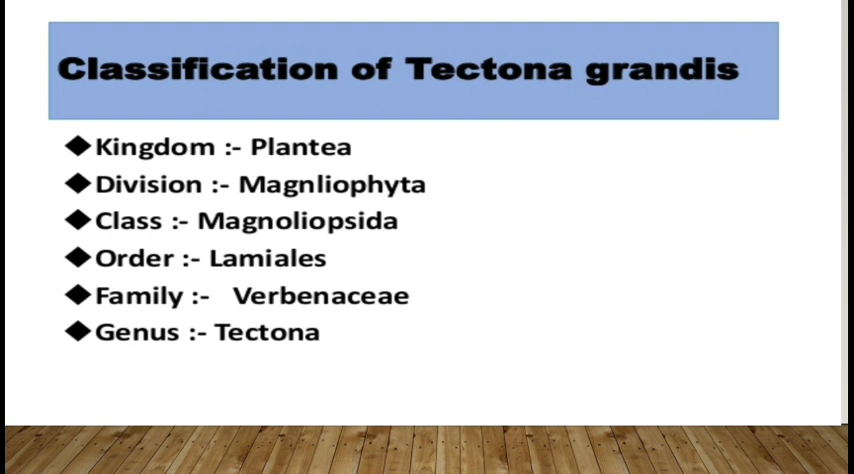 Classification of Tectona grandis
◆Kingdom :- Plantea
◆Division :- Magnliophyta
◆Class :- Magnoliopsida
◆Order :- Lamiales
◆Family :- Verbenaceae
◆Genus :- Tectona